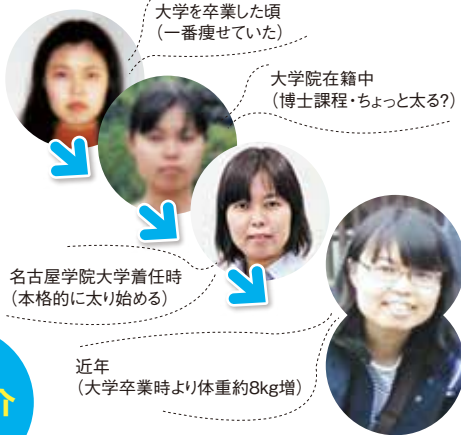 大学を卒業した頃
（一番痩せていた）
大学院在籍中
（博士課程・ちょっと太る?）
名古屋学院大学着任時
（本格的に太り始める）
近年
（大学卒業時より体重約8kg増）
介